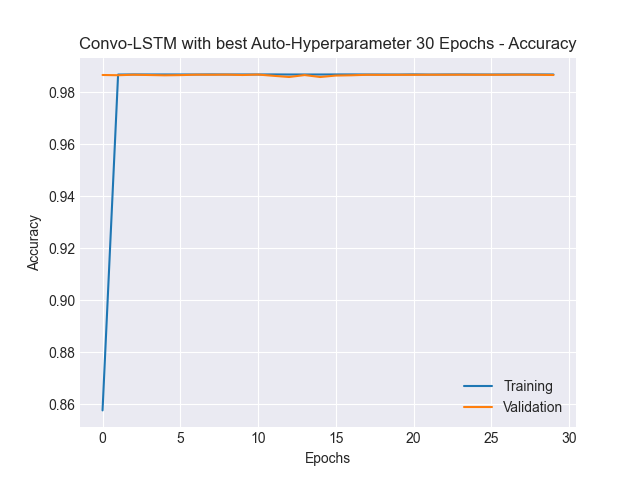 Convo-LSTM with best Auto-Hyperparameter 30 Epochs - Accuracy
0.98
0.96
0.94
0.92
0.90
0.88
0.86
Accuracy
Training
Validation
0 5 10 15 20 25 30
Epochs